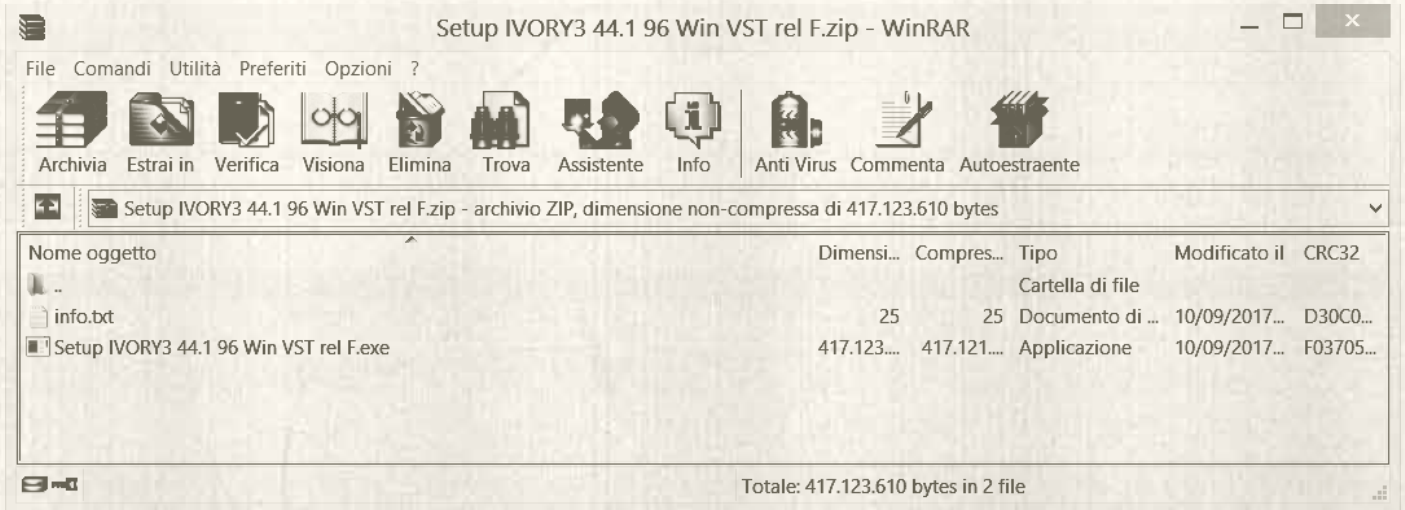 Setup IVORY3 44.1 96 Win VST rel F.zip - WinRAR
File Comandi Utilità Preferiti Opzioni ?
Archivia Estrai in Verifica Visiona Elimina Trova Assistente Info Anti Virus Commenta Autoestraente
Setup IVORY3 44.1 96 Win VST rel F.zip - archivio ZIP, dimensione non-compressa di 417.123.610 bytes
Nome oggetto Dimensi... Compres... Tipo Modificato il CRC32
.. Cartella di file
info.txt 25 25 Documento di ... 10/09/2017... D30C0...
Setup IVORY3 44.1 96 Win VST rel F.exe 417.123.... 417.121.... Applicazione 10/09/2017... F03705...
Totale: 417.123.610 bytes in 2 file